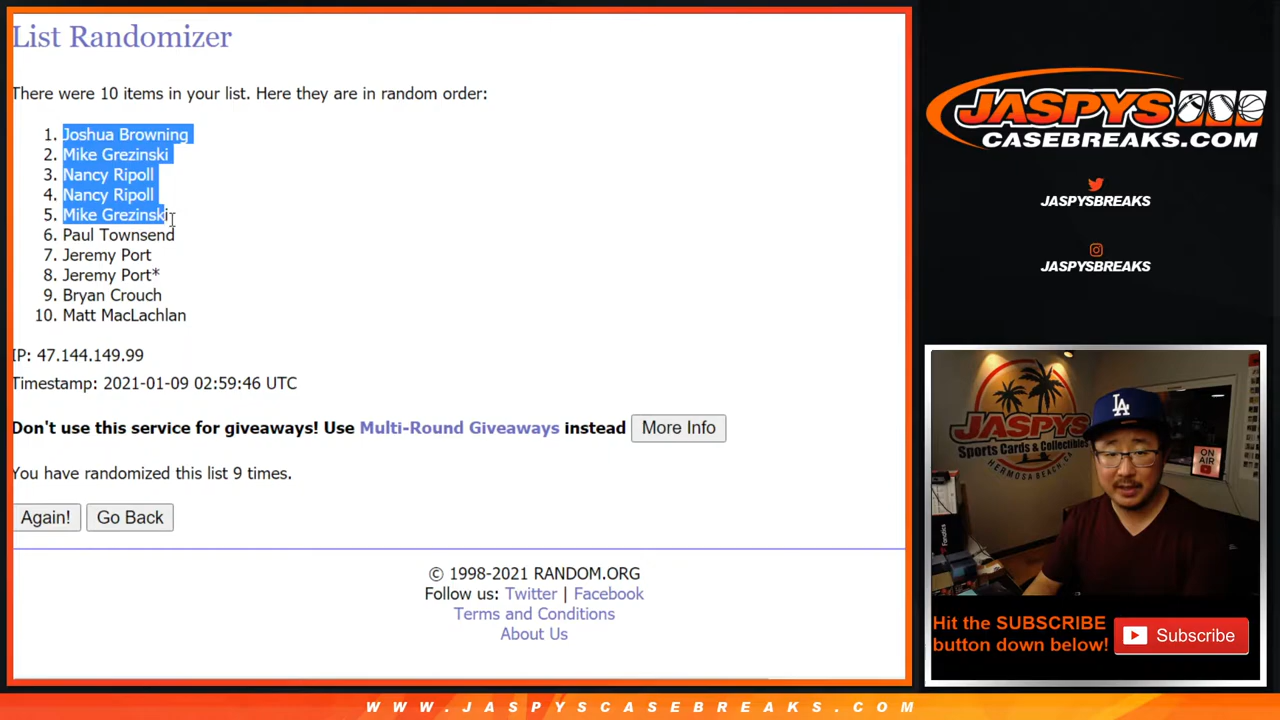 List Randomizer
There were 10 items in your list. Here they are in random order:
1. Joshua Browning
2. Mike Grezinski
3. Nancy Ripoll
4. Nancy Ripoll
5. Mike Grezinski
6. Paul Townsend
7. Jeremy Port
8. Jeremy Port*
9. Bryan Crouch
10. Matt MacLachlan
IP: 47.144.149.99
Timestamp: 2021-01-09 02:59:46 UTC
Don't use this service for giveaways! Use Multi-Round Giveaways instead More Info
You have randomized this list 9 times.
Again! Go Back
© 1998-2021 RANDOM.ORG
Follow us: Twitter | Facebook
Terms and Conditions
About Us
JASPYS
CASEBREAKS.COM
JASPYSBREAKS
JASPYSBREAKS
JASPYS
Sports Cards & Collectibles
HERMOSA BEACH, CA
LA
ON
AIR
Fanatics
Hit the SUBSCRIBE
button down below!
Subscribe
WWW.JASPYSCASEBREAKS.COM